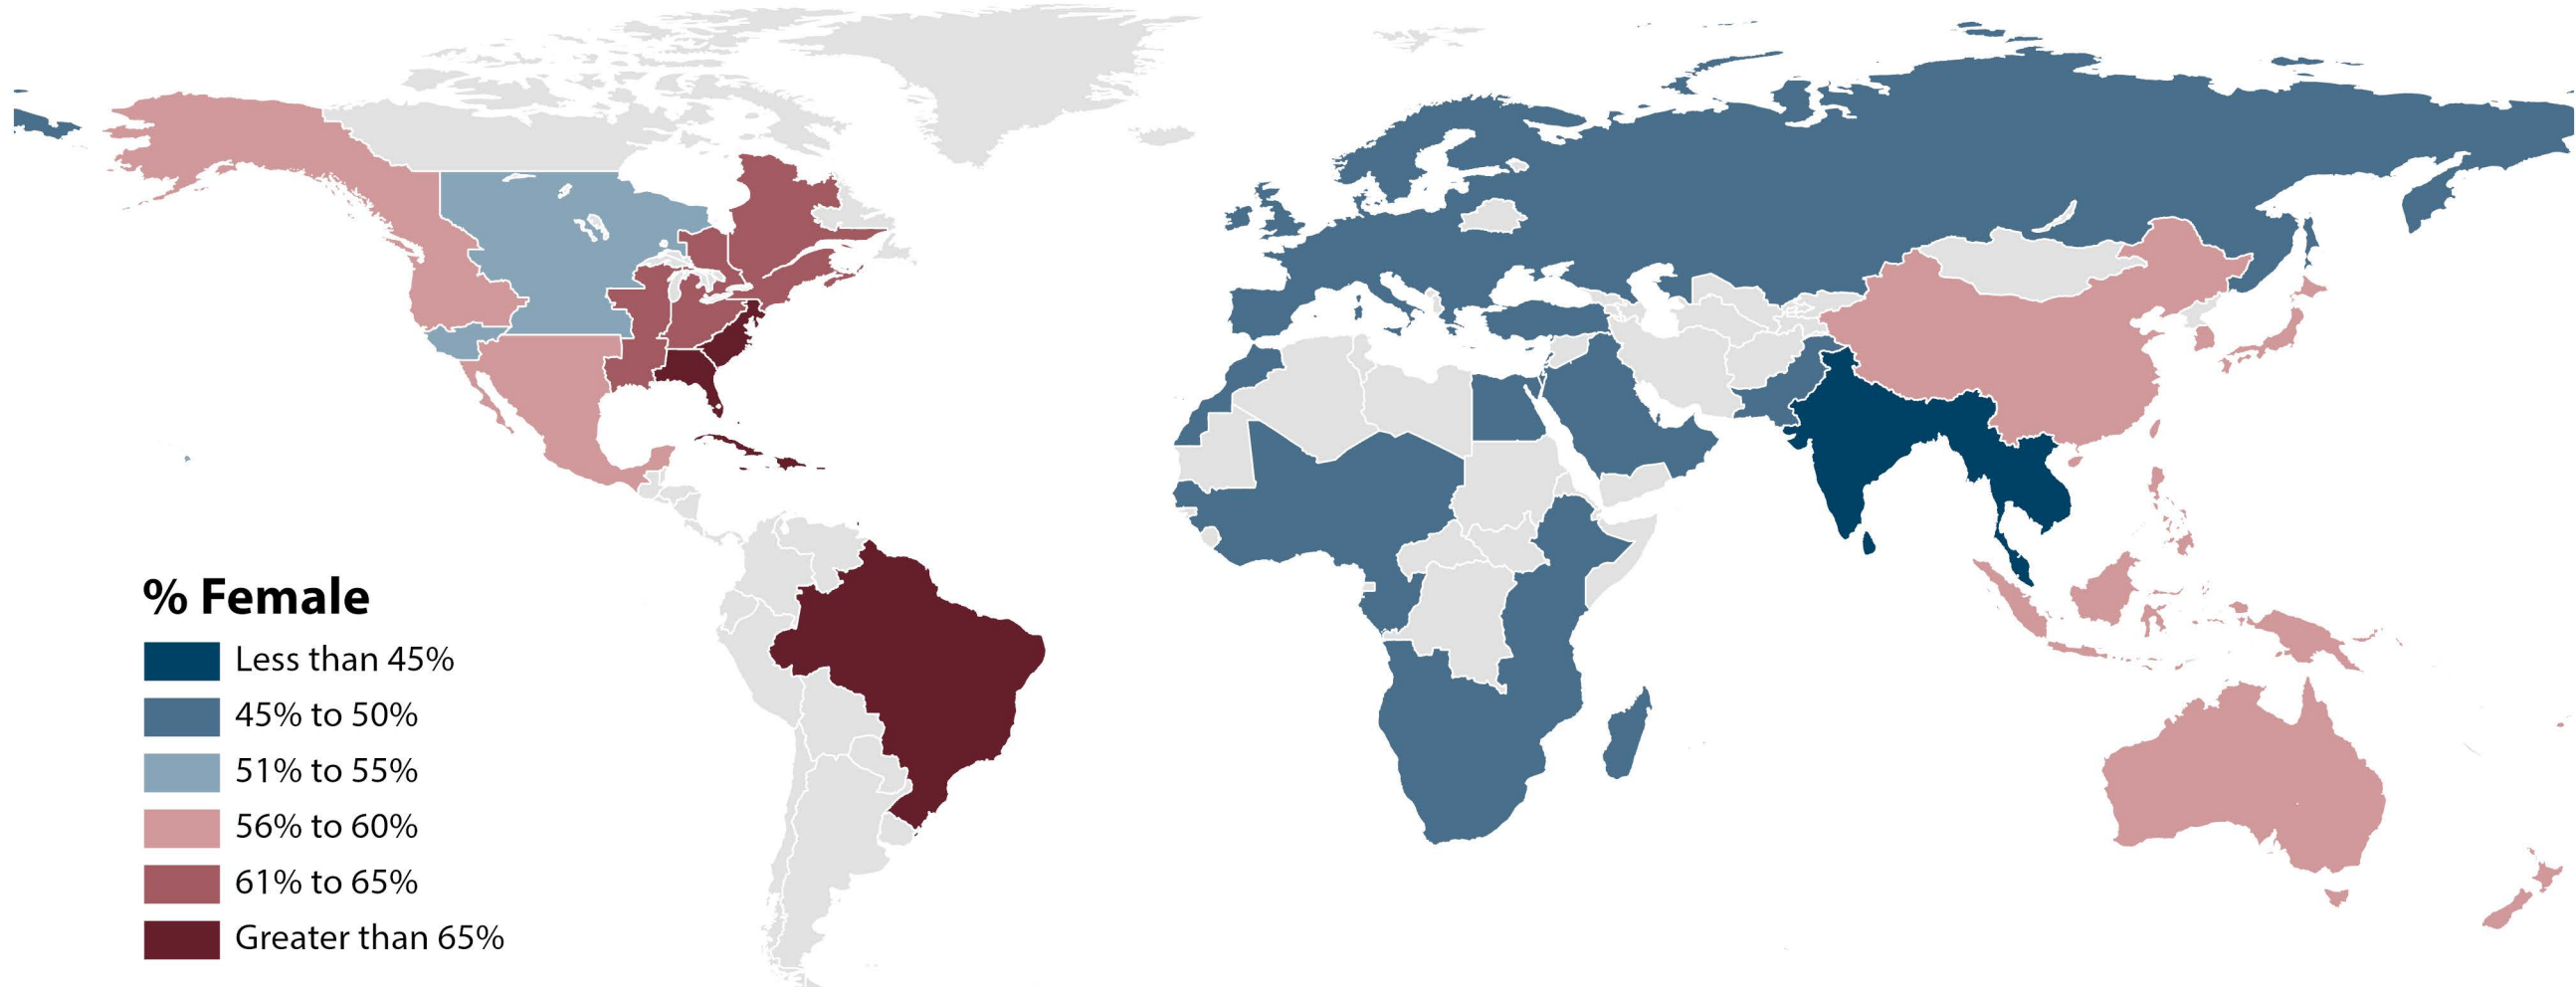 % Female
Less than 45%
45% to 50%
51% to 55%
56% to 60%
61% to 65%
Greater than 65%